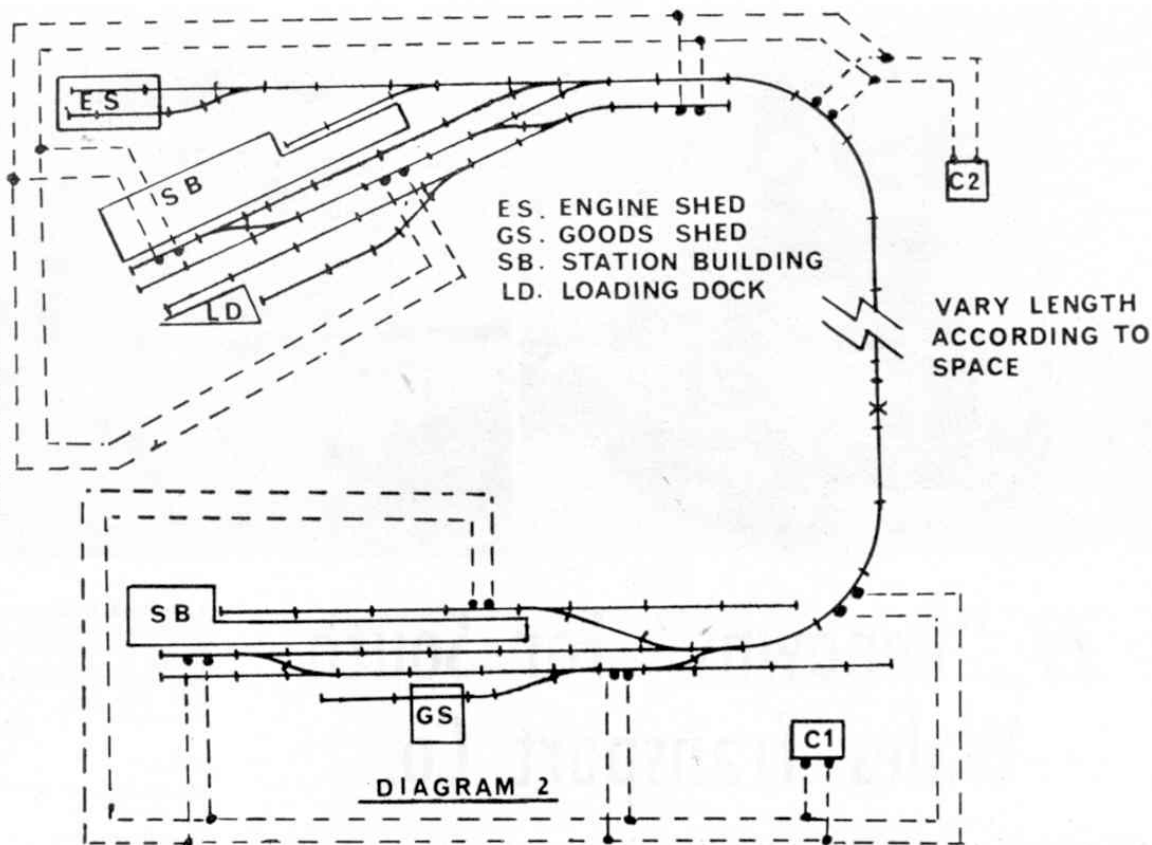 ES
C2
SB
ES. ENGINE SHED
GS. GOODS SHED
SB. STATION BUILDING
LD. LOADING DOCK
LD
VARY LENGTH
ACCORDING TO
SPACE
SB
GS
C1
DIAGRAM 2